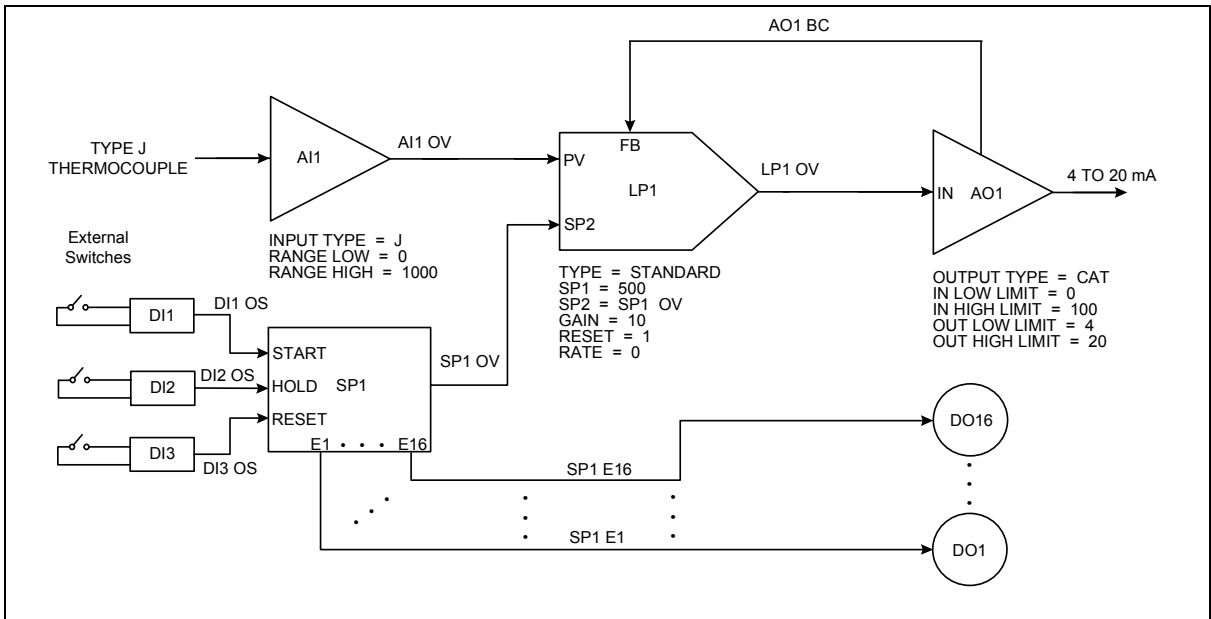 AO1 BC
TYPE J
THERMOCOUPLE
AI1
AI1 OV
PV
FB
LP1
SP2
LP1 OV
IN
AO1
4 TO 20 mA
INPUT TYPE = J
RANGE LOW = 0
RANGE HIGH = 1000
TYPE = STANDARD
SP1 = 500
SP2 = SP1 OV
GAIN = 10
RESET = 1
RATE = 0
OUTPUT TYPE = CAT
IN LOW LIMIT = 0
IN HIGH LIMIT = 100
OUT LOW LIMIT = 4
OUT HIGH LIMIT = 20
External
Switches
DI1
DI1 OS
DI2
DI2 OS
DI3
DI3 OS
START
HOLD
SP1
RESET
E1 • • • E16
SP1 OV
SP1 E16
DO16
SP1 E1
DO1